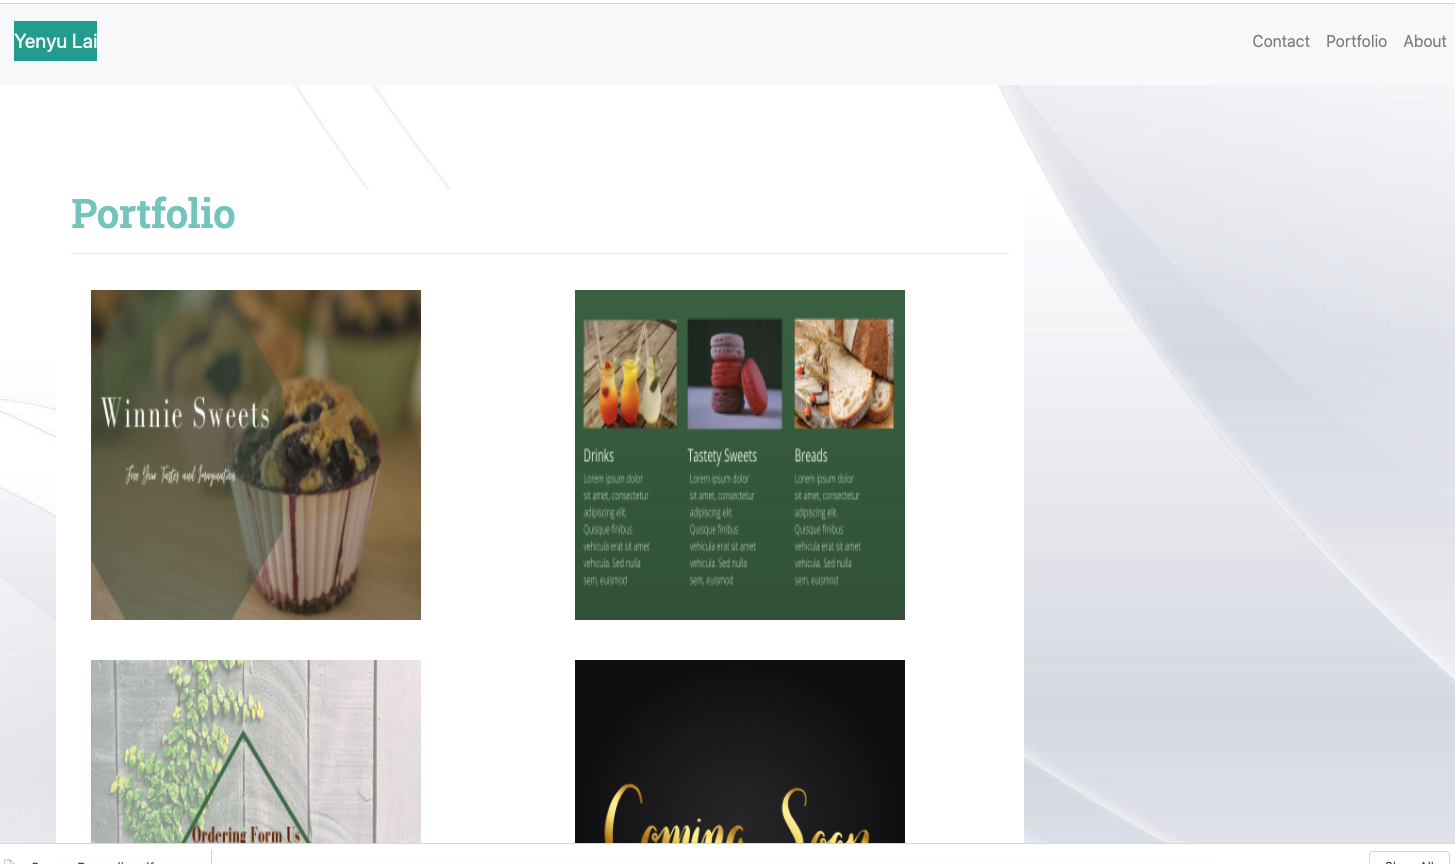 Yenyu Lai
Contact Portfolio About
Portfolio
Winnie Sweets
Free Your Tastes and Imagination
Drinks
Lorem ipsum dolor
sit amet, consectetur
adipiscing elit.
Quisque finibus
vehicula erat sit amet
vehicula. Sed nulla
sem, euismod
Tastety Sweets
Lorem ipsum dolor
sit amet, consectetur
adipiscing elit.
Quisque finibus
vehicula erat sit amet
vehicula. Sed nulla
sem, euismod
Breads
Lorem ipsum dolor
sit amet, consectetur
adipiscing elit.
Quisque finibus
vehicula erat sit amet
vehicula. Sed nulla
sem, euismod
Ordering Form Us
Coming Soon